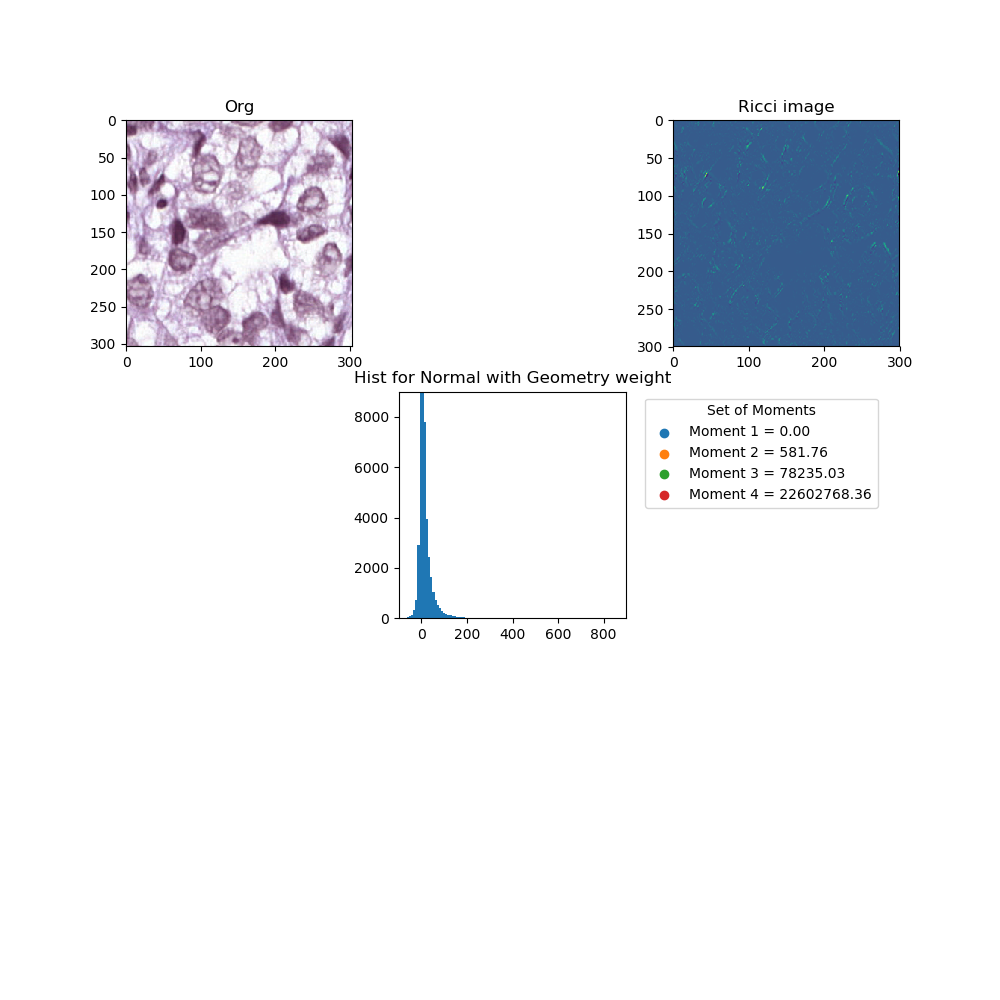 Org
0
50
100
150
200
250
300
0 100 200 300
Ricci image
0
50
100
150
200
250
300
0 100 200 300
Hist for Normal with Geometry weight
8000
6000
4000
2000
0
0 200 400 600 800
Set of Moments
Moment 1 = 0.00
Moment 2 = 581.76
Moment 3 = 78235.03
Moment 4 = 22602768.36